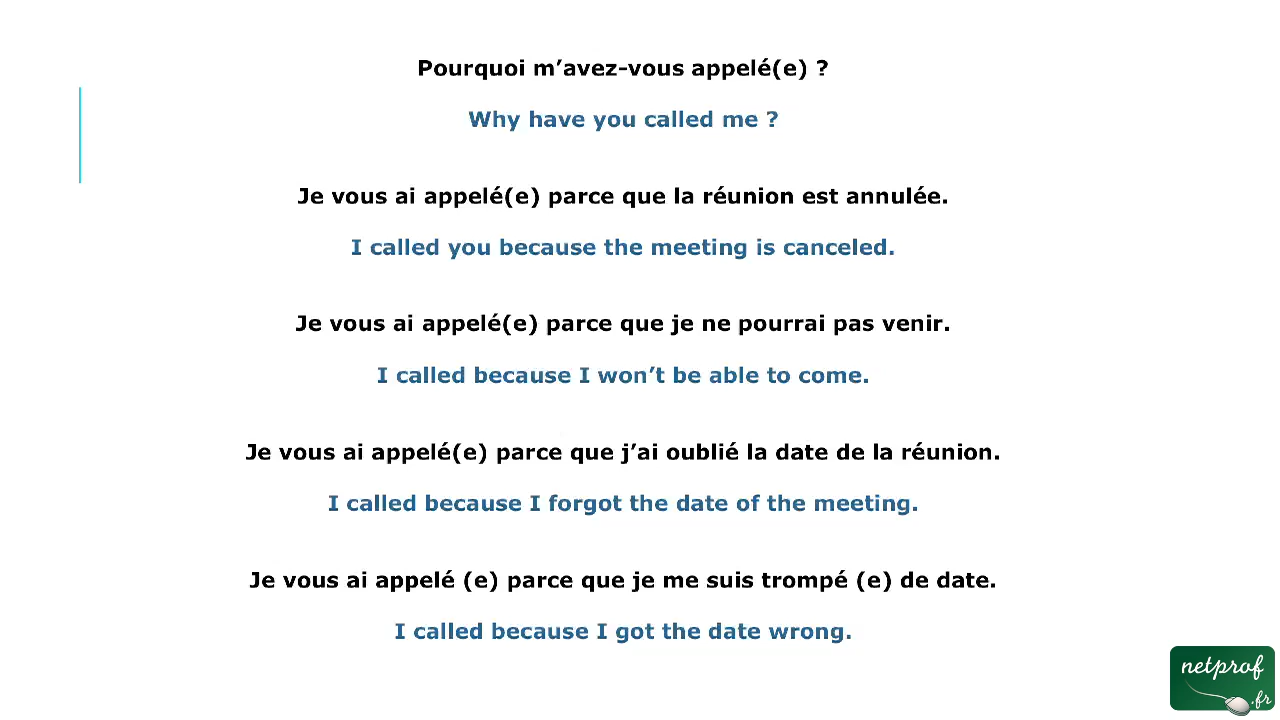 Pourquoi m’avez-vous appelé(e) ?
Why have you called me ?
Je vous ai appelé(e) parce que la réunion est annulée.
I called you because the meeting is canceled.
Je vous ai appelé(e) parce que je ne pourrai pas venir.
I called because I won’t be able to come.
Je vous ai appelé(e) parce que j’ai oublié la date de la réunion.
I called because I forgot the date of the meeting.
Je vous ai appelé (e) parce que je me suis trompé (e) de date.
I called because I got the date wrong.
netprof
.fr